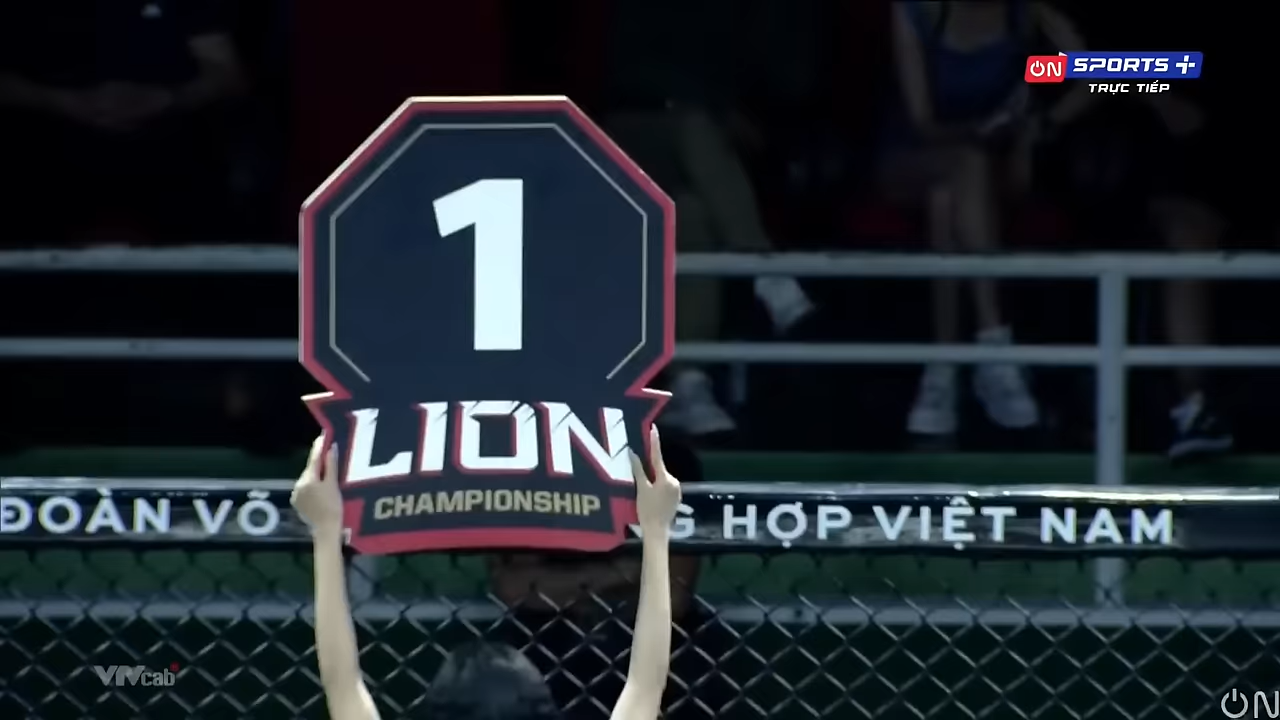 ON SPORTS+
TRỰC TIẾP
1
LION
CHAMPIONSHIP
ĐOÀN VÕ G HỢP VIỆT NAM
VTVcab
ON